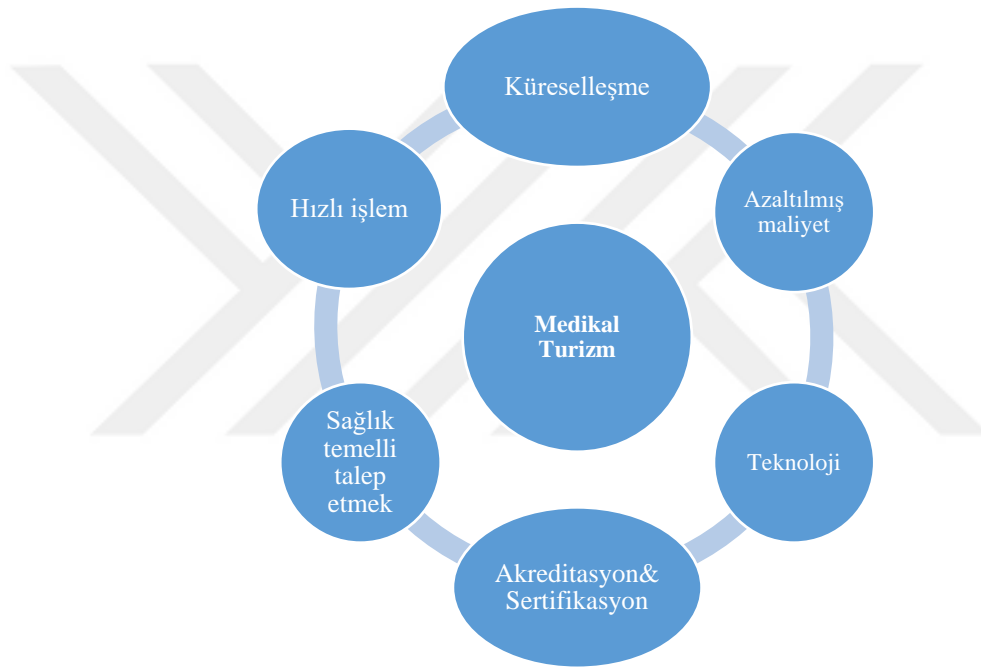 Küreselleşme
Azaltılmış
maliyet
Hızlı işlem
Medikal
Turizm
Sağlık
temelli
talep
etmek
Teknoloji
Akreditasyon&
Sertifikasyon